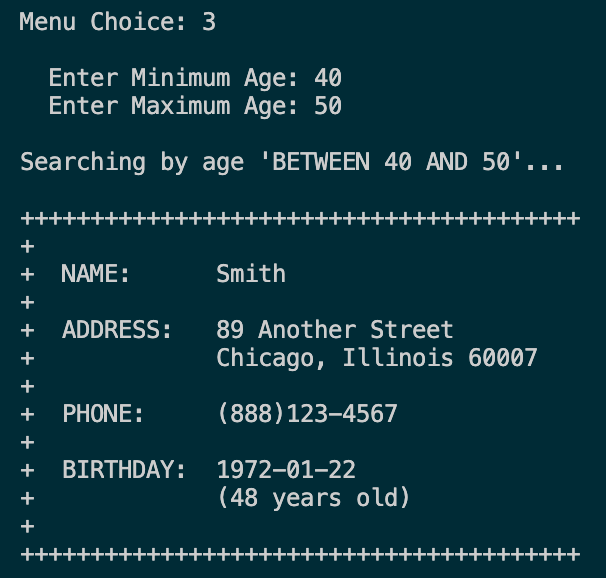 Menu Choice: 3
Enter Minimum Age: 40
Enter Maximum Age: 50
Searching by age 'BETWEEN 40 AND 50'...
++++++++++++++++++++++++++++++++++++++++
+
+  NAME:      Smith
+
+  ADDRESS:   89 Another Street
+             Chicago, Illinois 60007
+
+  PHONE:     (888)123-4567
+
+  BIRTHDAY:  1972-01-22
+             (48 years old)
+
++++++++++++++++++++++++++++++++++++++++